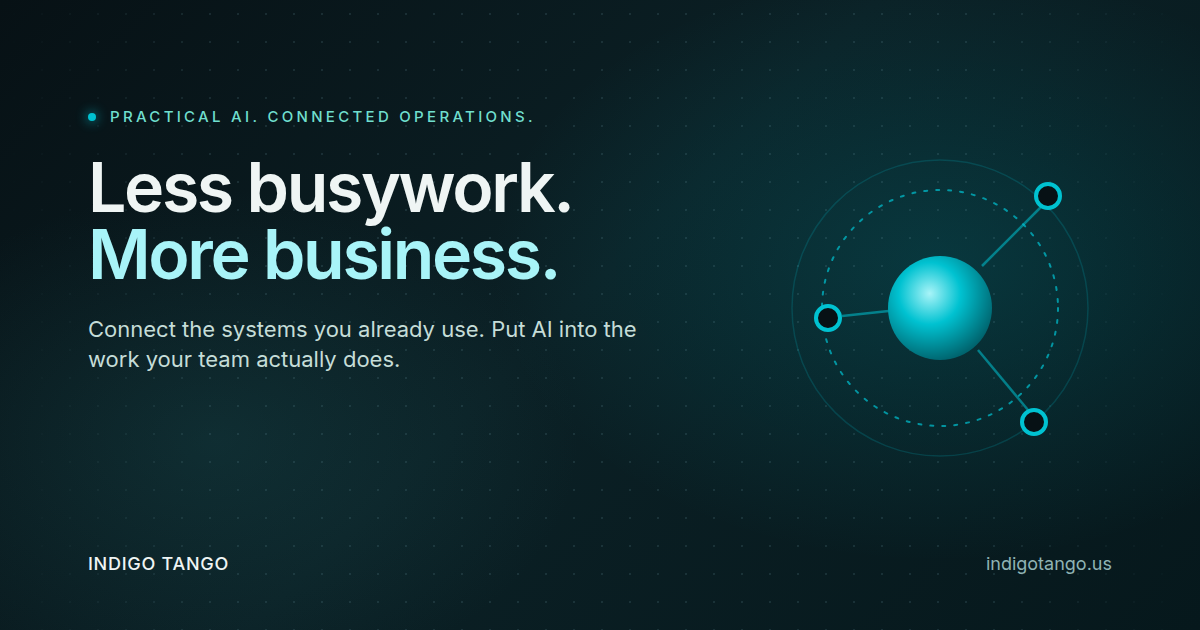 PRACTICAL AI. CONNECTED OPERATIONS.
Less busywork.
More business.
Connect the systems you already use. Put AI into the
work your team actually does.
INDIGO TANGO
indigotango.us